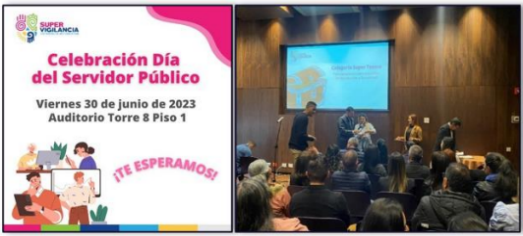 SUPER
VIGILANCIA
Celebración Día
del Servidor Público
Viernes 30 de junio de 2023
Auditorio Torre 8 Piso 1
¡TE ESPERAMOS!